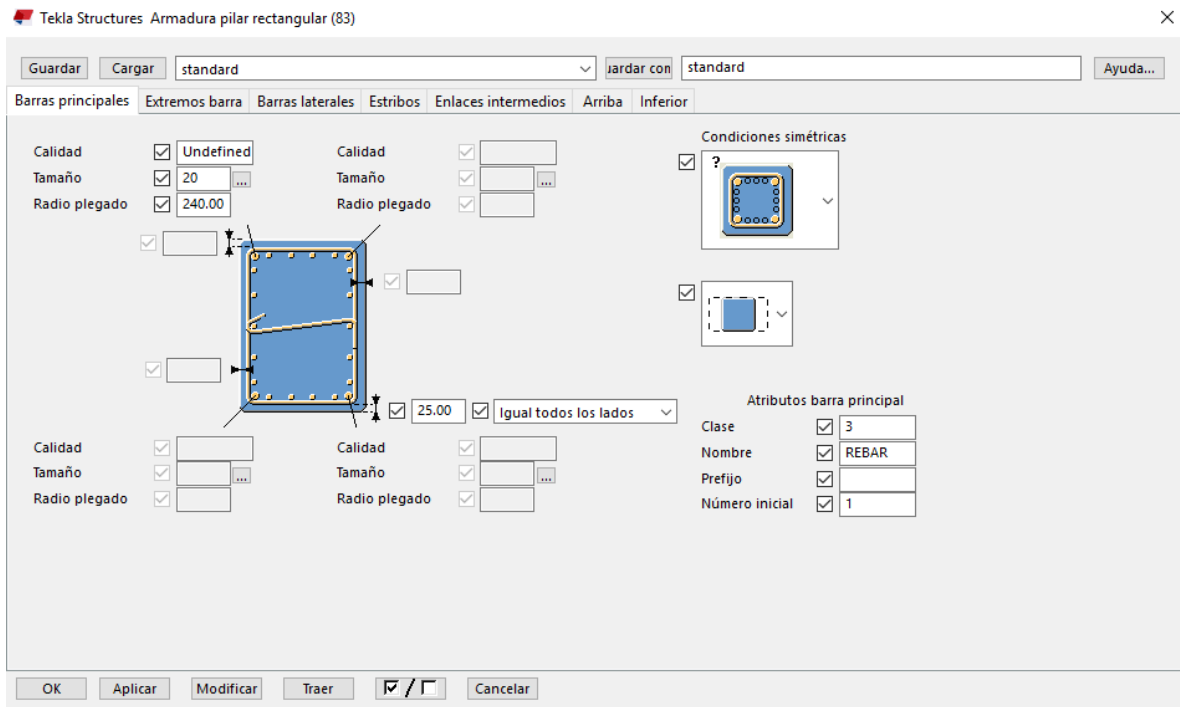 Tekla Structures Armadura pilar rectangular (83)
Guardar Cargar standard uardar con standard Ayuda...
Barras principales Extremos barra Barras laterales Estribos Enlaces intermedios Arriba Inferior
Condiciones simétricas
Calidad Undefined Calidad
?
Tamaño 20 ... Tamaño ...
Radio plegado 240.00 Radio plegado
25.00 Igual todos los lados
Atributos barra principal
Clase 3
Calidad Calidad
Nombre REBAR
Tamaño ... Tamaño ...
Prefijo
Radio plegado Radio plegado
Número inicial 1
OK Aplicar Modificar Traer / Cancelar